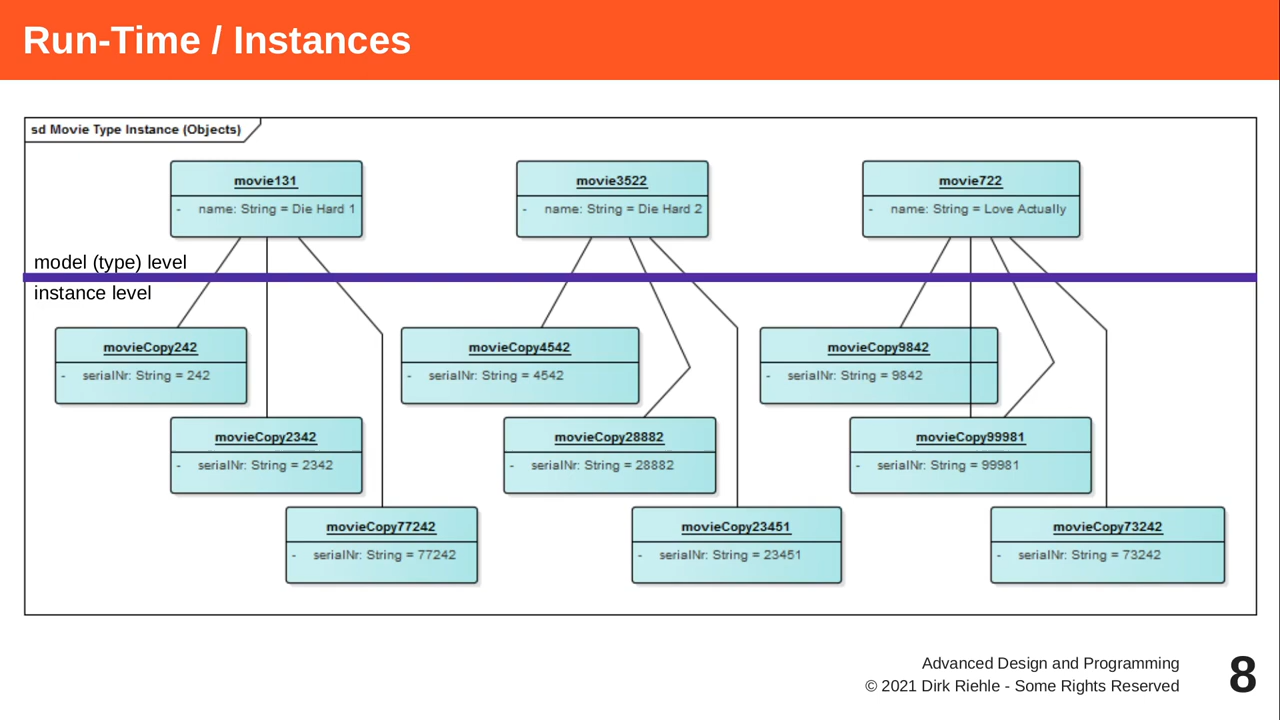 Run-Time / Instances
sd Movie Type Instance (Objects)
movie131
- name: String = Die Hard 1
movie3522
- name: String = Die Hard 2
movie722
- name: String = Love Actually
model (type) level
instance level
movieCopy242
- serialNr: String = 242
movieCopy4542
- serialNr: String = 4542
movieCopy9842
- serialNr: String = 9842
movieCopy2342
- serialNr: String = 2342
movieCopy28882
- serialNr: String = 28882
movieCopy99981
- serialNr: String = 99981
movieCopy77242
- serialNr: String = 77242
movieCopy23451
- serialNr: String = 23451
movieCopy73242
- serialNr: String = 73242
Advanced Design and Programming
© 2021 Dirk Riehle - Some Rights Reserved
8